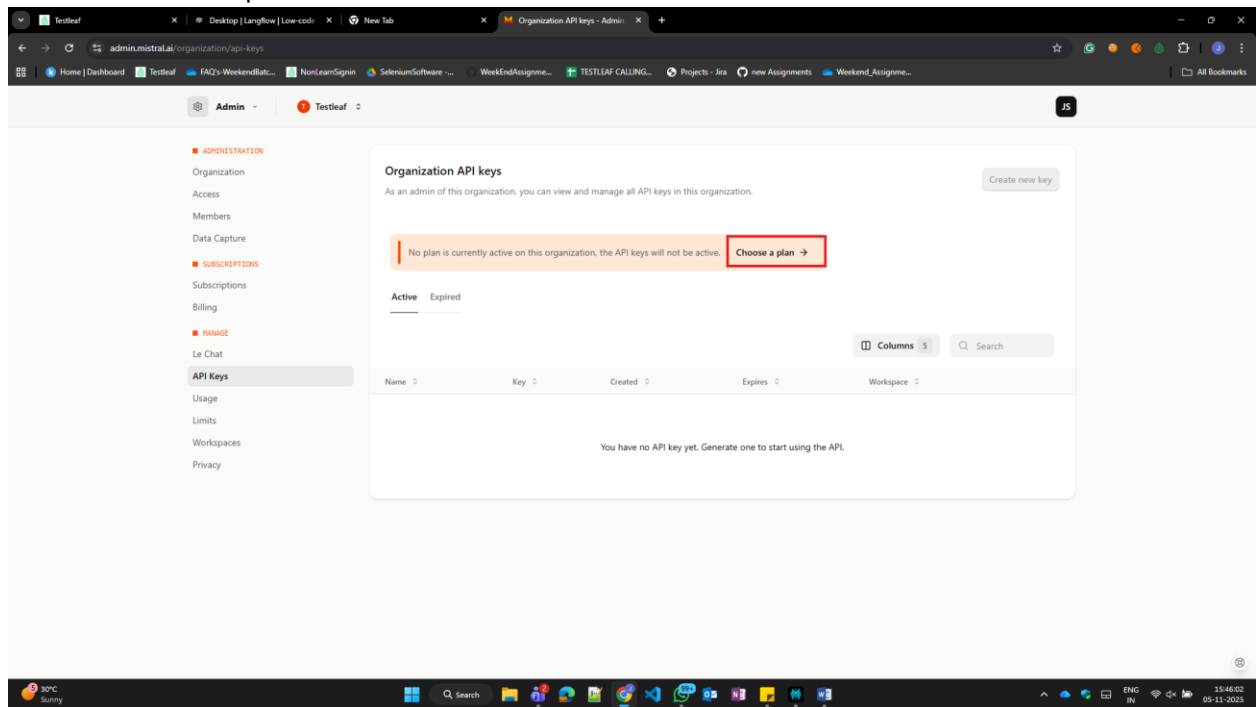 Testleaf
Desktop | Langflow | Low-code
New Tab
Organization API keys - Admin
admin.mistral.ai/organization/api-keys
Home | Dashboard
Testleaf
FAQ's-WeekendBatc...
NonLearnSignin
SeleniumSoftware -...
WeekEndAssignme...
TESTLEAF CALLING...
Projects - Jira
new Assignments
Weekend_Assignme...
All Bookmarks
Admin
T Testleaf
JS
ADMINISTRATION
Organization
Access
Members
Data Capture
SUBSCRIPTIONS
Subscriptions
Billing
MANAGE
Le Chat
API Keys
Usage
Limits
Workspaces
Privacy
Organization API keys
As an admin of this organization, you can view and manage all API keys in this organization.
Create new key
No plan is currently active on this organization, the API keys will not be active. Choose a plan →
Active Expired
Columns 5
Search
Name Key Created Expires Workspace
You have no API key yet. Generate one to start using the API.
30°C
Sunny
Search
ENG
IN
15:46:02
05-11-2025